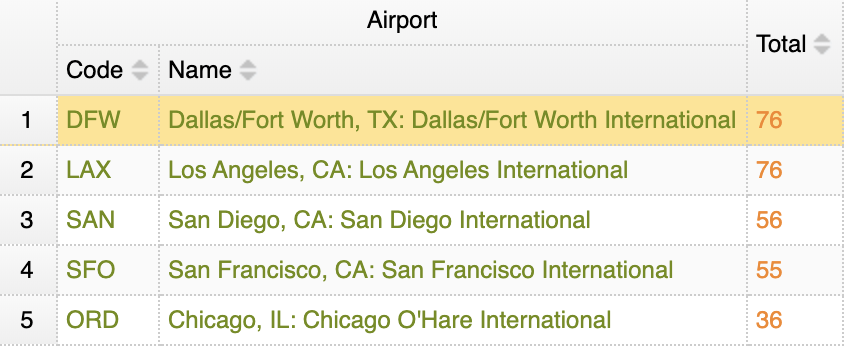 Airport
Total
Code Name
1 DFW Dallas/Fort Worth, TX: Dallas/Fort Worth International 76
2 LAX Los Angeles, CA: Los Angeles International 76
3 SAN San Diego, CA: San Diego International 56
4 SFO San Francisco, CA: San Francisco International 55
5 ORD Chicago, IL: Chicago O'Hare International 36